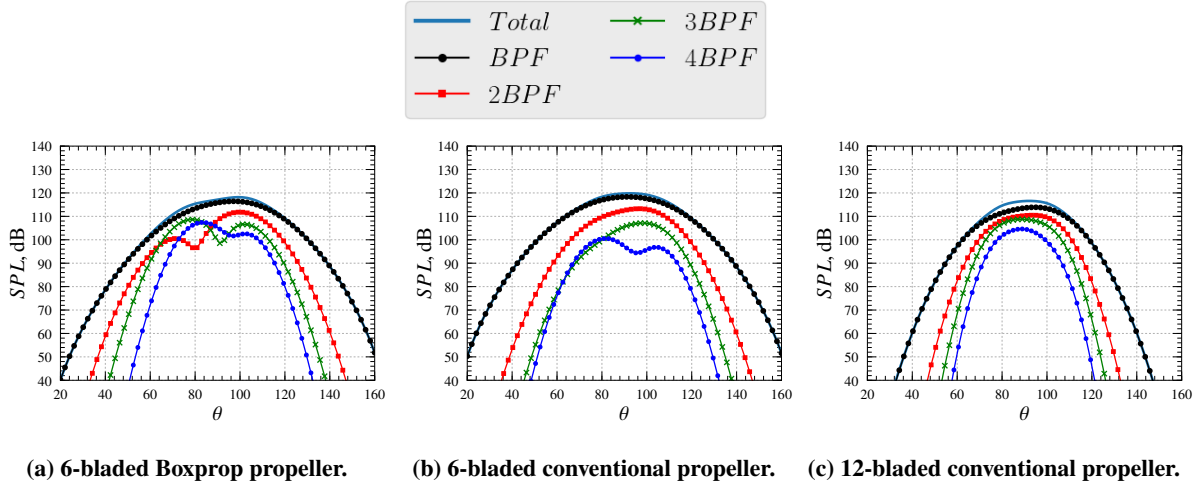 Total
BPF
2BPF
3BPF
4BPF
140
130
120
110
100
90
80
70
60
50
40
SPL, dB
20 40 60 80 100 120 140 160
θ
140
130
120
110
100
90
80
70
60
50
40
SPL, dB
20 40 60 80 100 120 140 160
θ
140
130
120
110
100
90
80
70
60
50
40
SPL, dB
20 40 60 80 100 120 140 160
θ
(a) 6-bladed Boxprop propeller.
(b) 6-bladed conventional propeller.
(c) 12-bladed conventional propeller.